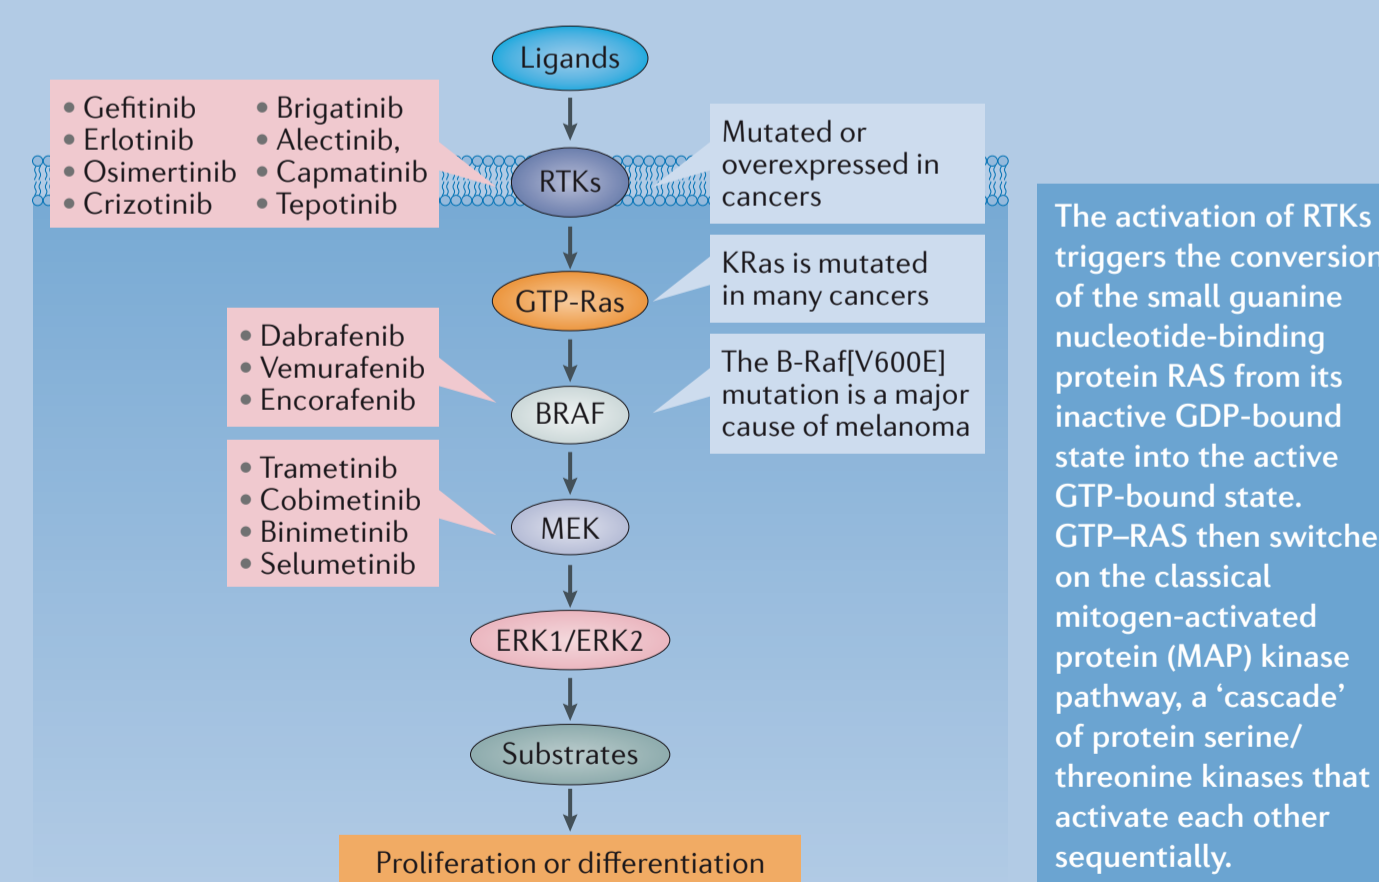 Ligands
• Gefitinib
• Erlotinib
• Osimertinib
• Crizotinib
• Brigatinib
• Alectinib,
• Capmatinib
• Tepotinib
RTKs
Mutated or
overexpressed in
cancers
GTP-Ras
KRas is mutated
in many cancers
• Dabrafenib
• Vemurafenib
• Encorafenib
BRAF
The B-Raf[V600E]
mutation is a major
cause of melanoma
• Trametinib
• Cobimetinib
• Binimetinib
• Selumetinib
MEK
ERK1/ERK2
Substrates
Proliferation or differentiation
The activation of RTKs
triggers the conversion
of the small guanine
nucleotide-binding
protein RAS from its
inactive GDP-bound
state into the active
GTP-bound state.
GTP–RAS then switche
on the classical
mitogen-activated
protein (MAP) kinase
pathway, a ‘cascade’
of protein serine/
threonine kinases that
activate each other
sequentially.